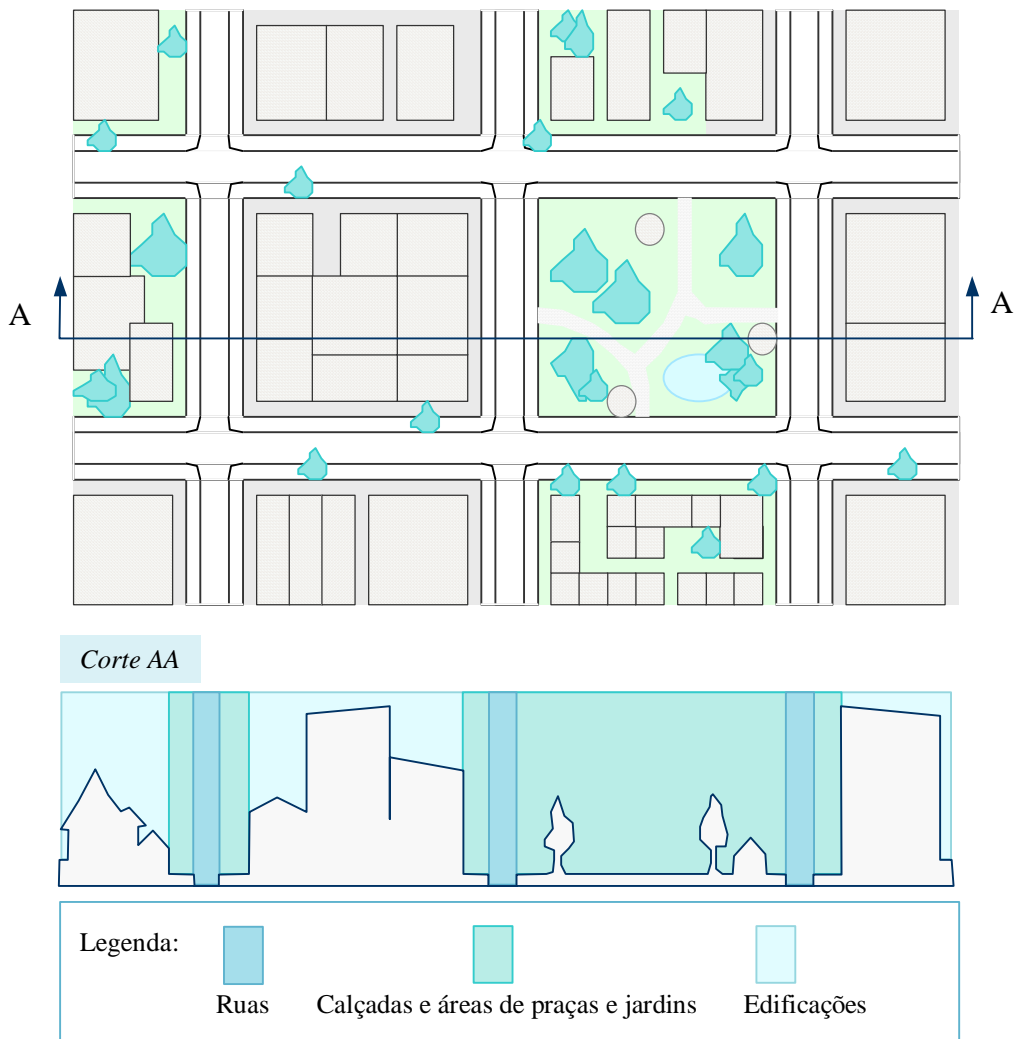 A A
Corte AA
Legenda:
Ruas Calçadas e áreas de praças e jardins Edificações